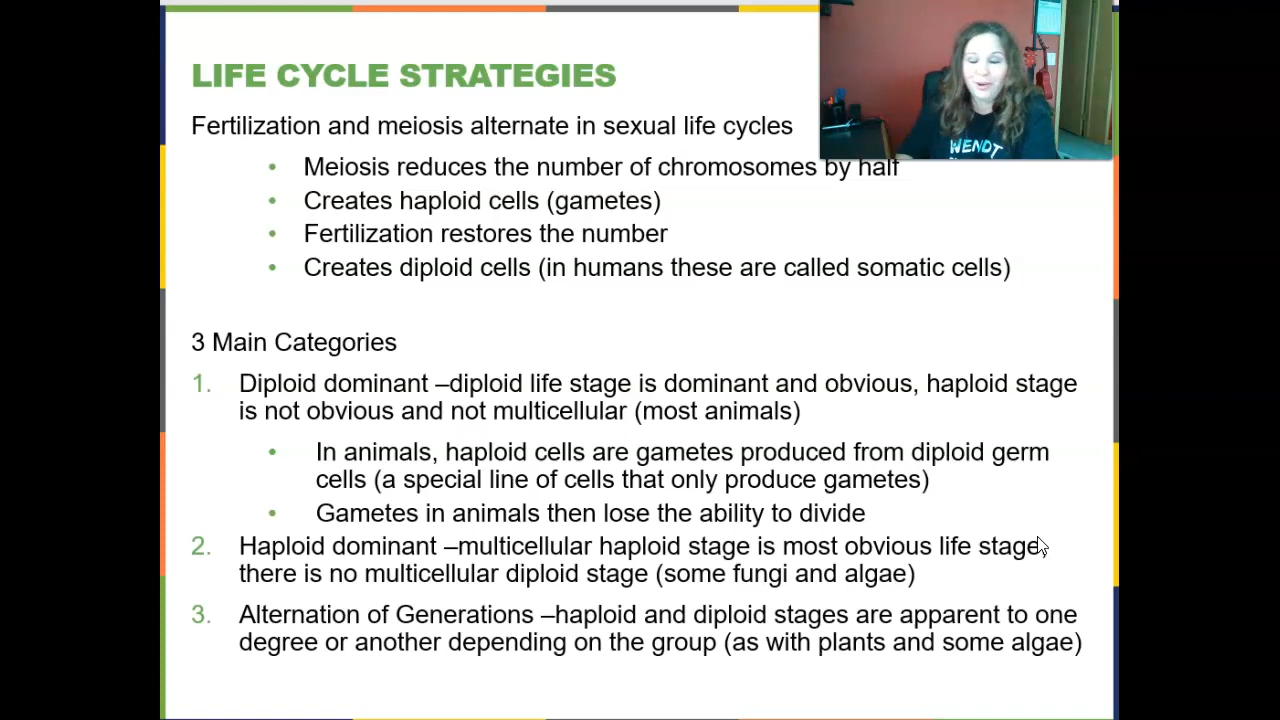 LIFE CYCLE STRATEGIES
Fertilization and meiosis alternate in sexual life cycles
• Meiosis reduces the number of chromosomes by half
• Creates haploid cells (gametes)
• Fertilization restores the number
• Creates diploid cells (in humans these are called somatic cells)
3 Main Categories
1. Diploid dominant –diploid life stage is dominant and obvious, haploid stage
is not obvious and not multicellular (most animals)
• In animals, haploid cells are gametes produced from diploid germ
cells (a special line of cells that only produce gametes)
• Gametes in animals then lose the ability to divide
2. Haploid dominant –multicellular haploid stage is most obvious life stage,
there is no multicellular diploid stage (some fungi and algae)
3. Alternation of Generations –haploid and diploid stages are apparent to one
degree or another depending on the group (as with plants and some algae)
WENDT